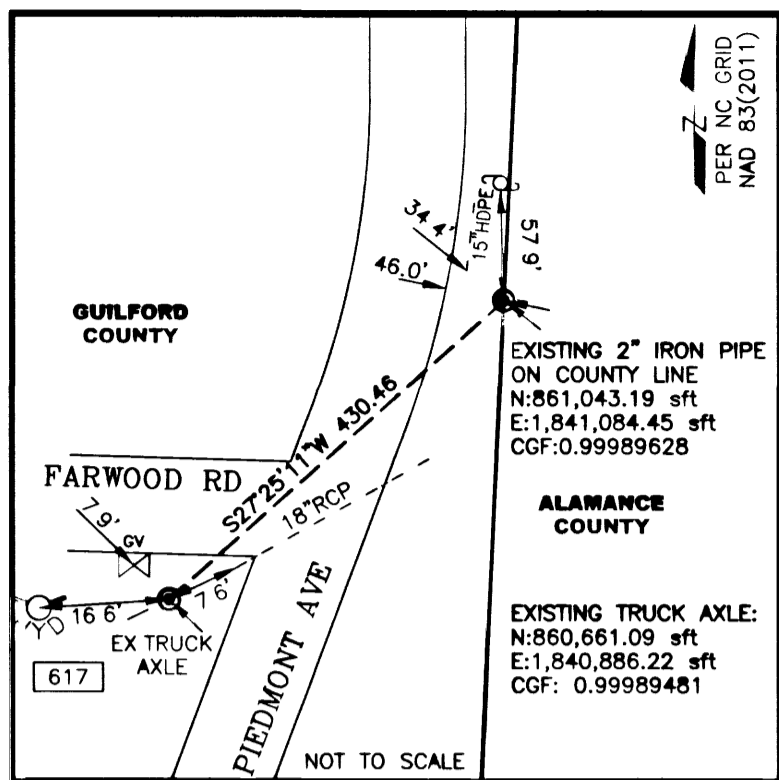 PER NC GRID
NAD 83(2011)
N
34 4'
15"HDPE
57 9'
46.0'
GUILFORD
COUNTY
EXISTING 2" IRON PIPE
ON COUNTY LINE
N:861,043.19 sft
E:1,841,084.45 sft
CGF:0.99989628
S27°25'11"W 430.46
FARWOOD RD
18"RCP
7 9'
GV
ALAMANCE
COUNTY
7 6'
16 6'
EX TRUCK
AXLE
617
EXISTING TRUCK AXLE:
N:860,661.09 sft
E:1,840,886.22 sft
CGF: 0.99989481
PIEDMONT AVE
NOT TO SCALE